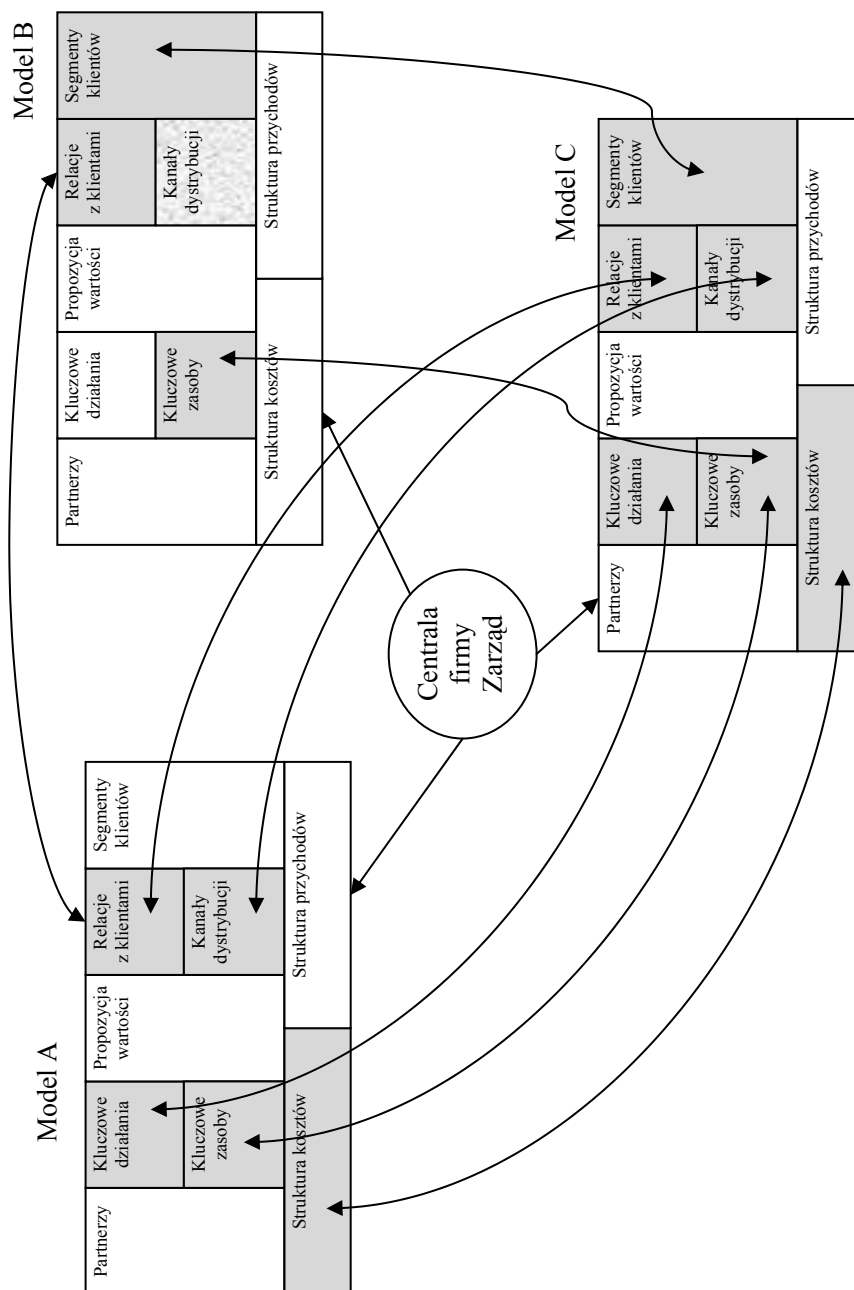 Model A
Partnerzy
Kluczowe
działania
Kluczowe
zasoby
Propozycja
wartości
Relacje
z klientami
Kanały
dystrybucji
Segmenty
klientów
Struktura kosztów
Struktura przychodów
Model B
Partnerzy
Kluczowe
działania
Kluczowe
zasoby
Propozycja
wartości
Relacje
z klientami
Kanały
dystrybucji
Segmenty
klientów
Struktura kosztów
Struktura przychodów
Centrala
firmy
Zarząd
Model C
Partnerzy
Kluczowe
działania
Kluczowe
zasoby
Propozycja
wartości
Relacje
z klientami
Kanały
dystrybucji
Segmenty
klientów
Struktura kosztów
Struktura przychodów